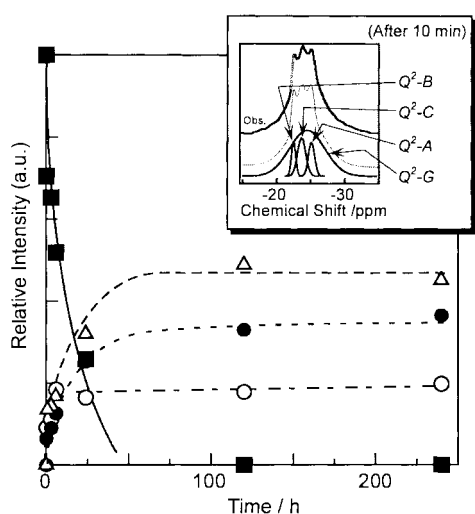 (After 10 min)
Q²-B
Q²-C
Obs.
Q²-A
Q²-G
-20
-30
Chemical Shift /ppm
Relative Intensity (a.u.)
0
100
200
Time / h